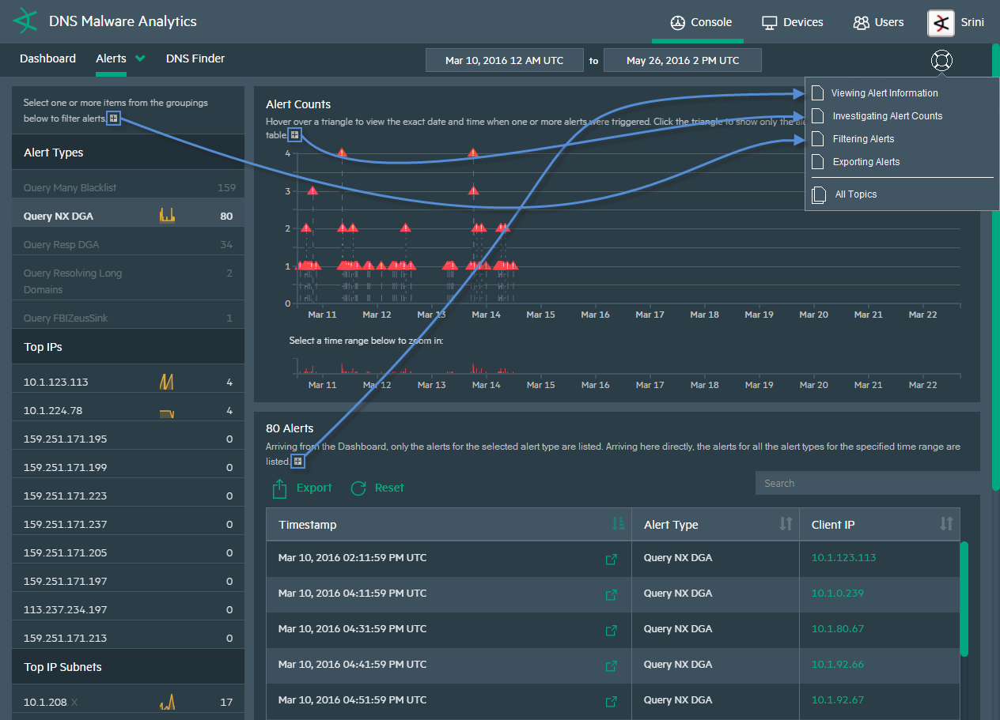 DNS Malware Analytics
Console
Devices
Users
Srini
Dashboard
Alerts
DNS Finder
Mar 10, 2016 12 AM UTC
to
May 26, 2016 2 PM UTC
Viewing Alert Information
Investigating Alert Counts
Filtering Alerts
Exporting Alerts
All Topics
Select one or more items from the groupings
below to filter alerts.
Alert Types
Query Many Blacklist 159
Query NX DGA 80
Query Resp DGA 34
Query Resolving Long 2
Domains
Query FBIZeusSink 1
Top IPs
10.1.123.113 4
10.1.224.78 4
159.251.171.195 0
159.251.171.199 0
159.251.171.223 0
159.251.171.237 0
159.251.171.205 0
159.251.171.197 0
113.237.234.197 0
159.251.171.213 0
Top IP Subnets
10.1.208.X 17
Alert Counts
Hover over a triangle to view the exact date and time when one or more alerts were triggered. Click the triangle to show only the
table.
4
3
2
1
0
Mar 11 Mar 12 Mar 13 Mar 14 Mar 15 Mar 16 Mar 17 Mar 18 Mar 19 Mar 20 Mar 21 Mar 22
Select a time range below to zoom in:
Mar 11 Mar 12 Mar 13 Mar 14 Mar 15 Mar 16 Mar 17 Mar 18 Mar 19 Mar 20 Mar 21 Mar 22
80 Alerts
Arriving from the Dashboard, only the alerts for the selected alert type are listed. Arriving here directly, the alerts for all the alert types for the specified time range are
listed.
Export
Reset
Search
Timestamp Alert Type Client IP
Mar 10, 2016 02:11:59 PM UTC Query NX DGA 10.1.123.113
Mar 10, 2016 04:11:59 PM UTC Query NX DGA 10.1.0.239
Mar 10, 2016 04:31:59 PM UTC Query NX DGA 10.1.80.67
Mar 10, 2016 04:41:59 PM UTC Query NX DGA 10.1.92.66
Mar 10, 2016 04:51:59 PM UTC Query NX DGA 10.1.92.67